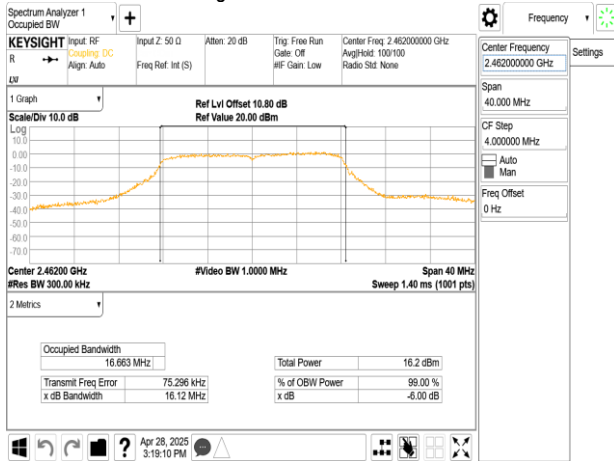 Spectrum Analyzer 1
Occupied BW
Frequency
KEYSIGHT
R
LXI
Input: RF
Coupling: DC
Align: Auto
Input Z: 50 Ω
Freq Ref: Int (S)
Atten: 20 dB
Trig: Free Run
Gate: Off
#IF Gain: Low
Center Freq: 2.462000000 GHz
Avg|Hold: 100/100
Radio Std: None
Center Frequency
2.462000000 GHz
Settings
Span
40.000 MHz
CF Step
4.000000 MHz
Auto
Man
Freq Offset
0 Hz
1 Graph
Scale/Div 10.0 dB
Ref Lvl Offset 10.80 dB
Ref Value 20.00 dBm
Log
10.0
0.00
-10.0
-20.0
-30.0
-40.0
-50.0
-60.0
-70.0
Center 2.46200 GHz
#Res BW 300.00 kHz
#Video BW 1.0000 MHz
Span 40 MHz
Sweep 1.40 ms (1001 pts)
2 Metrics
Occupied Bandwidth
16.663 MHz
Transmit Freq Error 75.296 kHz
x dB Bandwidth 16.12 MHz
Total Power 16.2 dBm
% of OBW Power 99.00 %
x dB -6.00 dB
?
Apr 28, 2025
3:19:10 PM